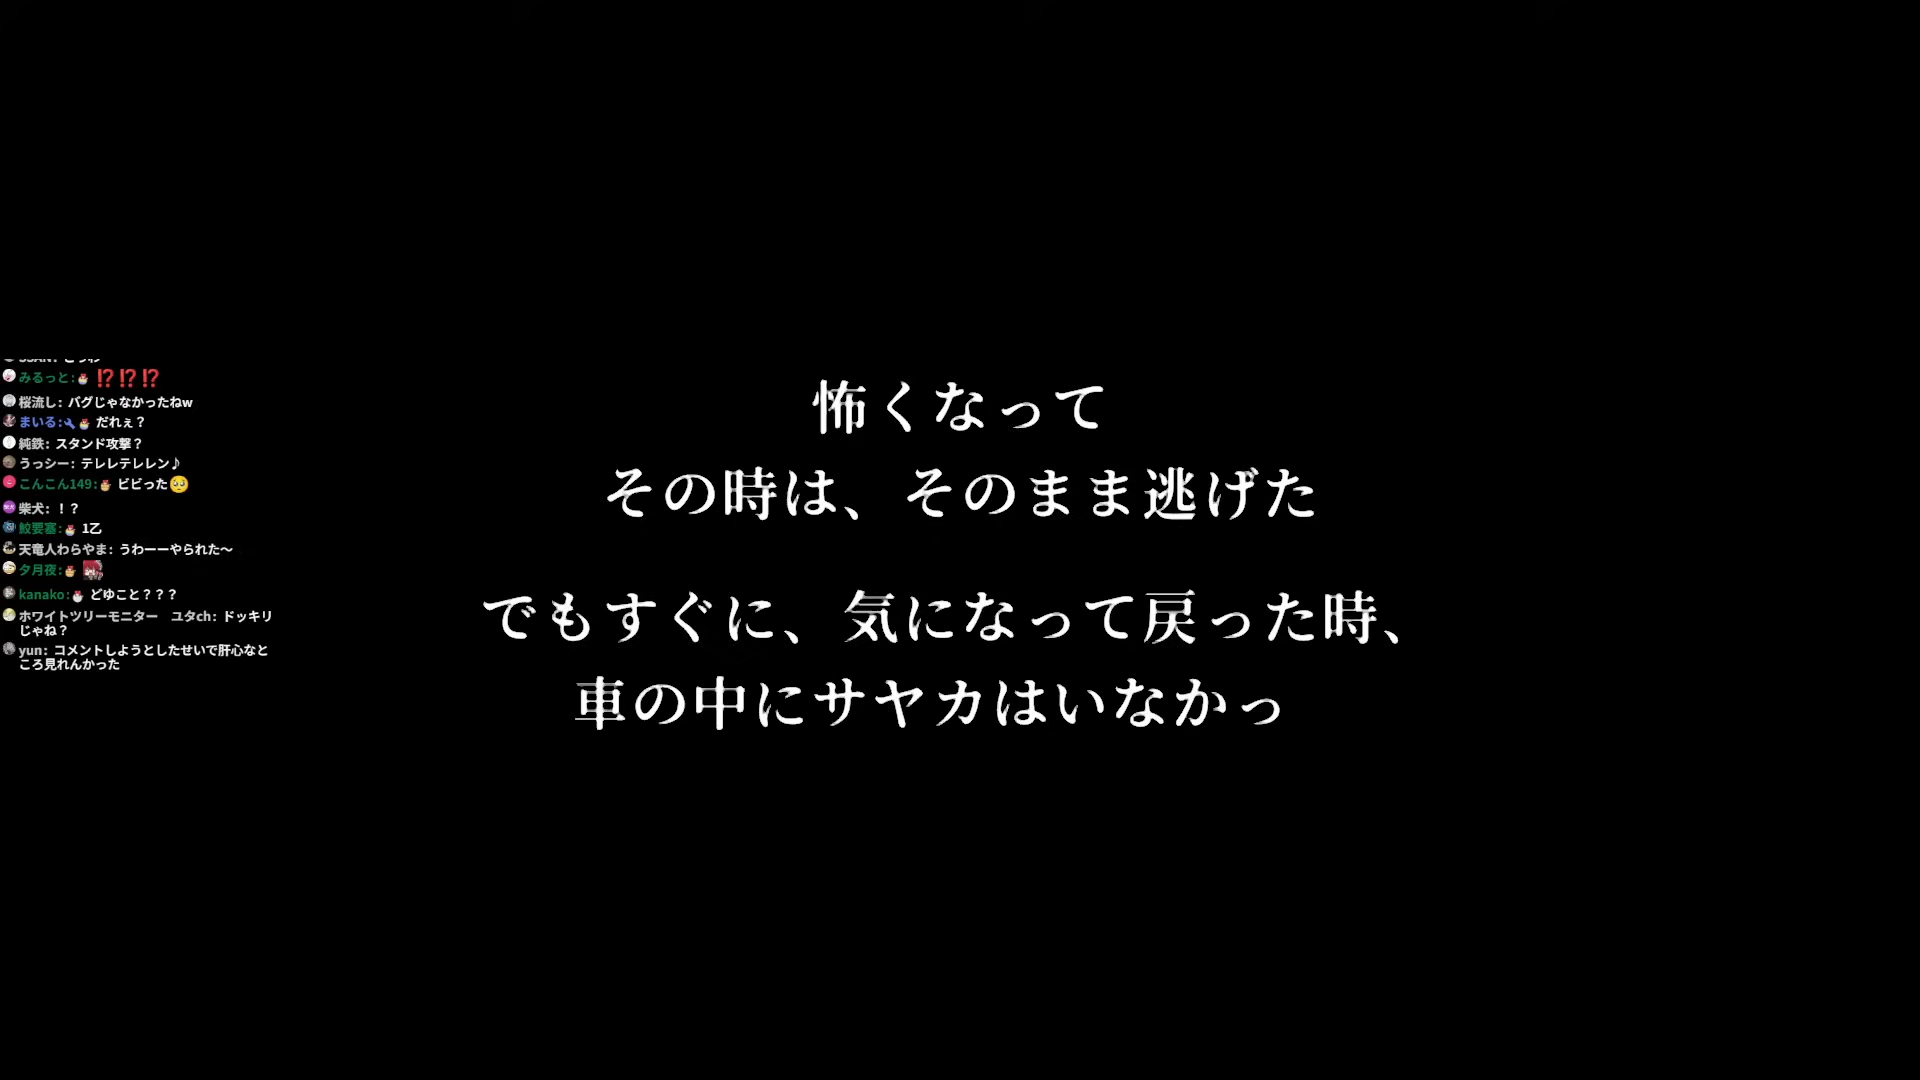 みるっと: ⁉⁉⁉
桜流し: バグじゃなかったねw
まいる: だれぇ？
純鉄: スタンド攻撃？
うっシー: テレレテレレン♪
こんこん149: ビビった🥺
柴犬: ！？
鮫要塞: 1乙
天竜人わらやま: うわーーやられた〜
夕月夜:
kanako: どゆこと？？？
ホワイトツリーモニター　ユタch: ドッキリ
じゃね？
yun: コメントしようとしたせいで肝心なと
ころ見れんかった
怖くなって
その時は、そのまま逃げた
でもすぐに、気になって戻った時、
車の中にサヤカはいなかっ